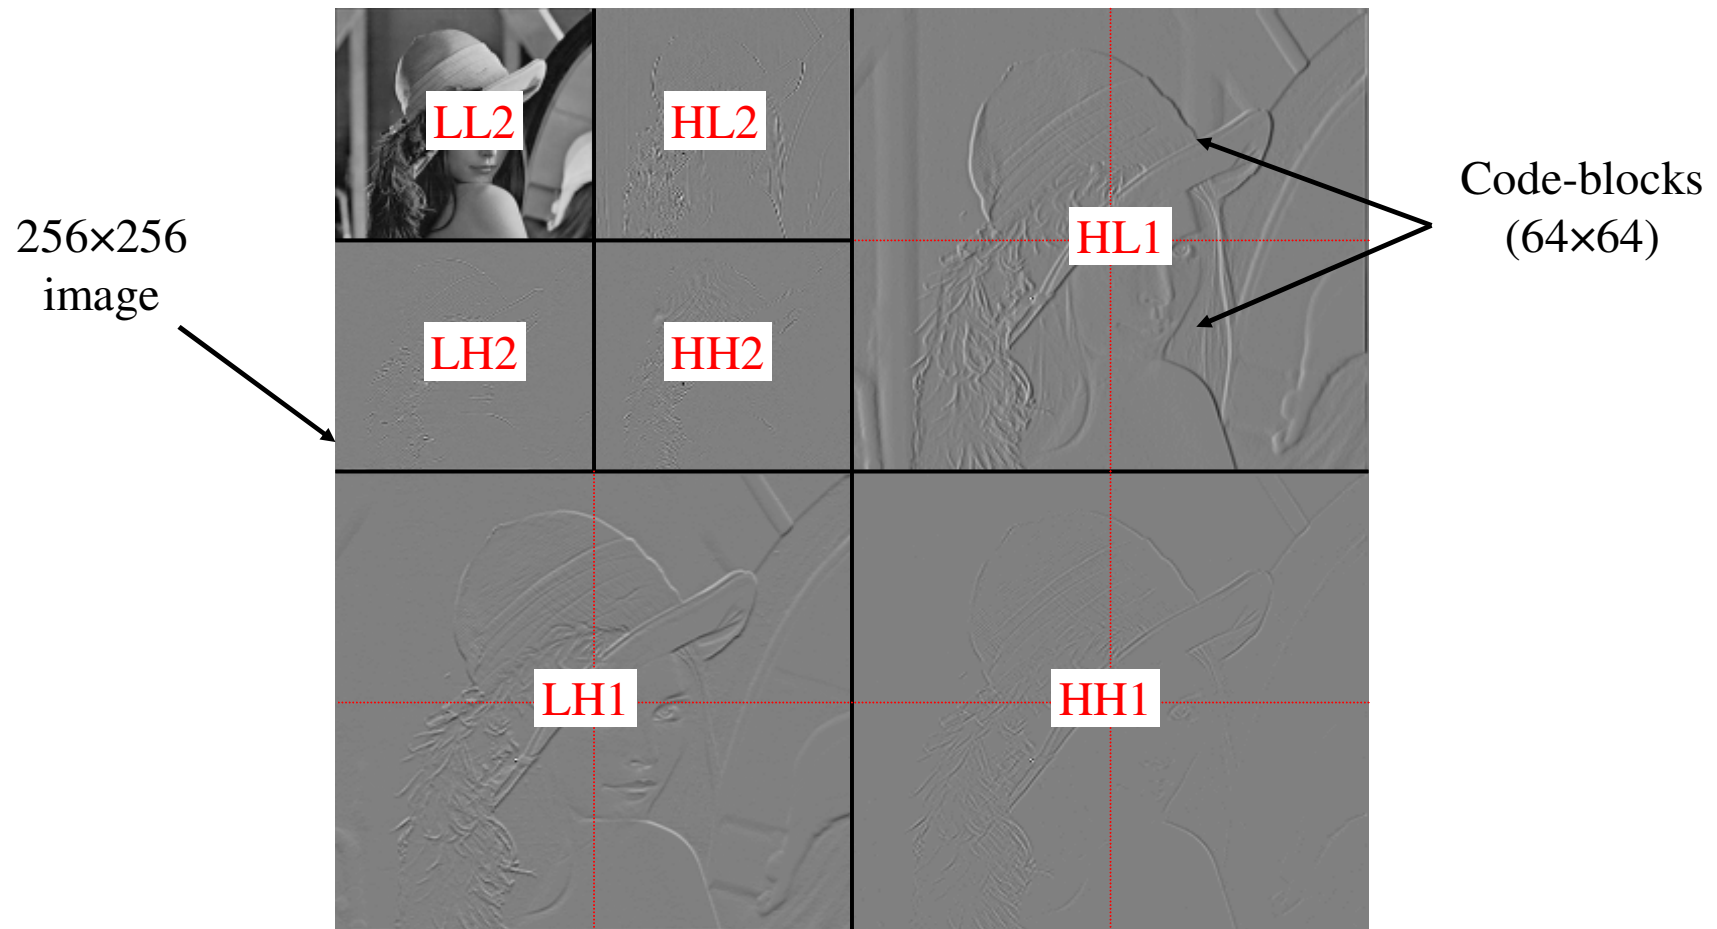 LL2
HL2
HL1
Code-blocks
(64×64)
256×256
image
LH2
HH2
LH1
HH1